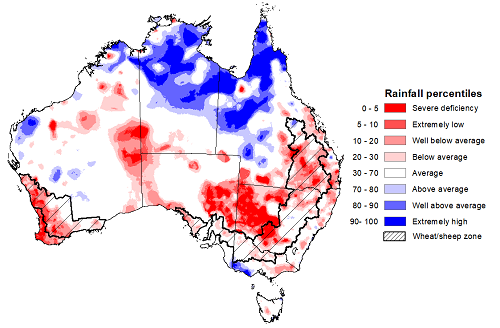 Rainfall percentiles
0 - 5 Severe deficiency
5 - 10 Extremely low
10 - 20 Well below average
20 - 30 Below average
30 - 70 Average
70 - 80 Above average
80 - 90 Well above average
90- 100 Extremely high
Wheat/sheep zone